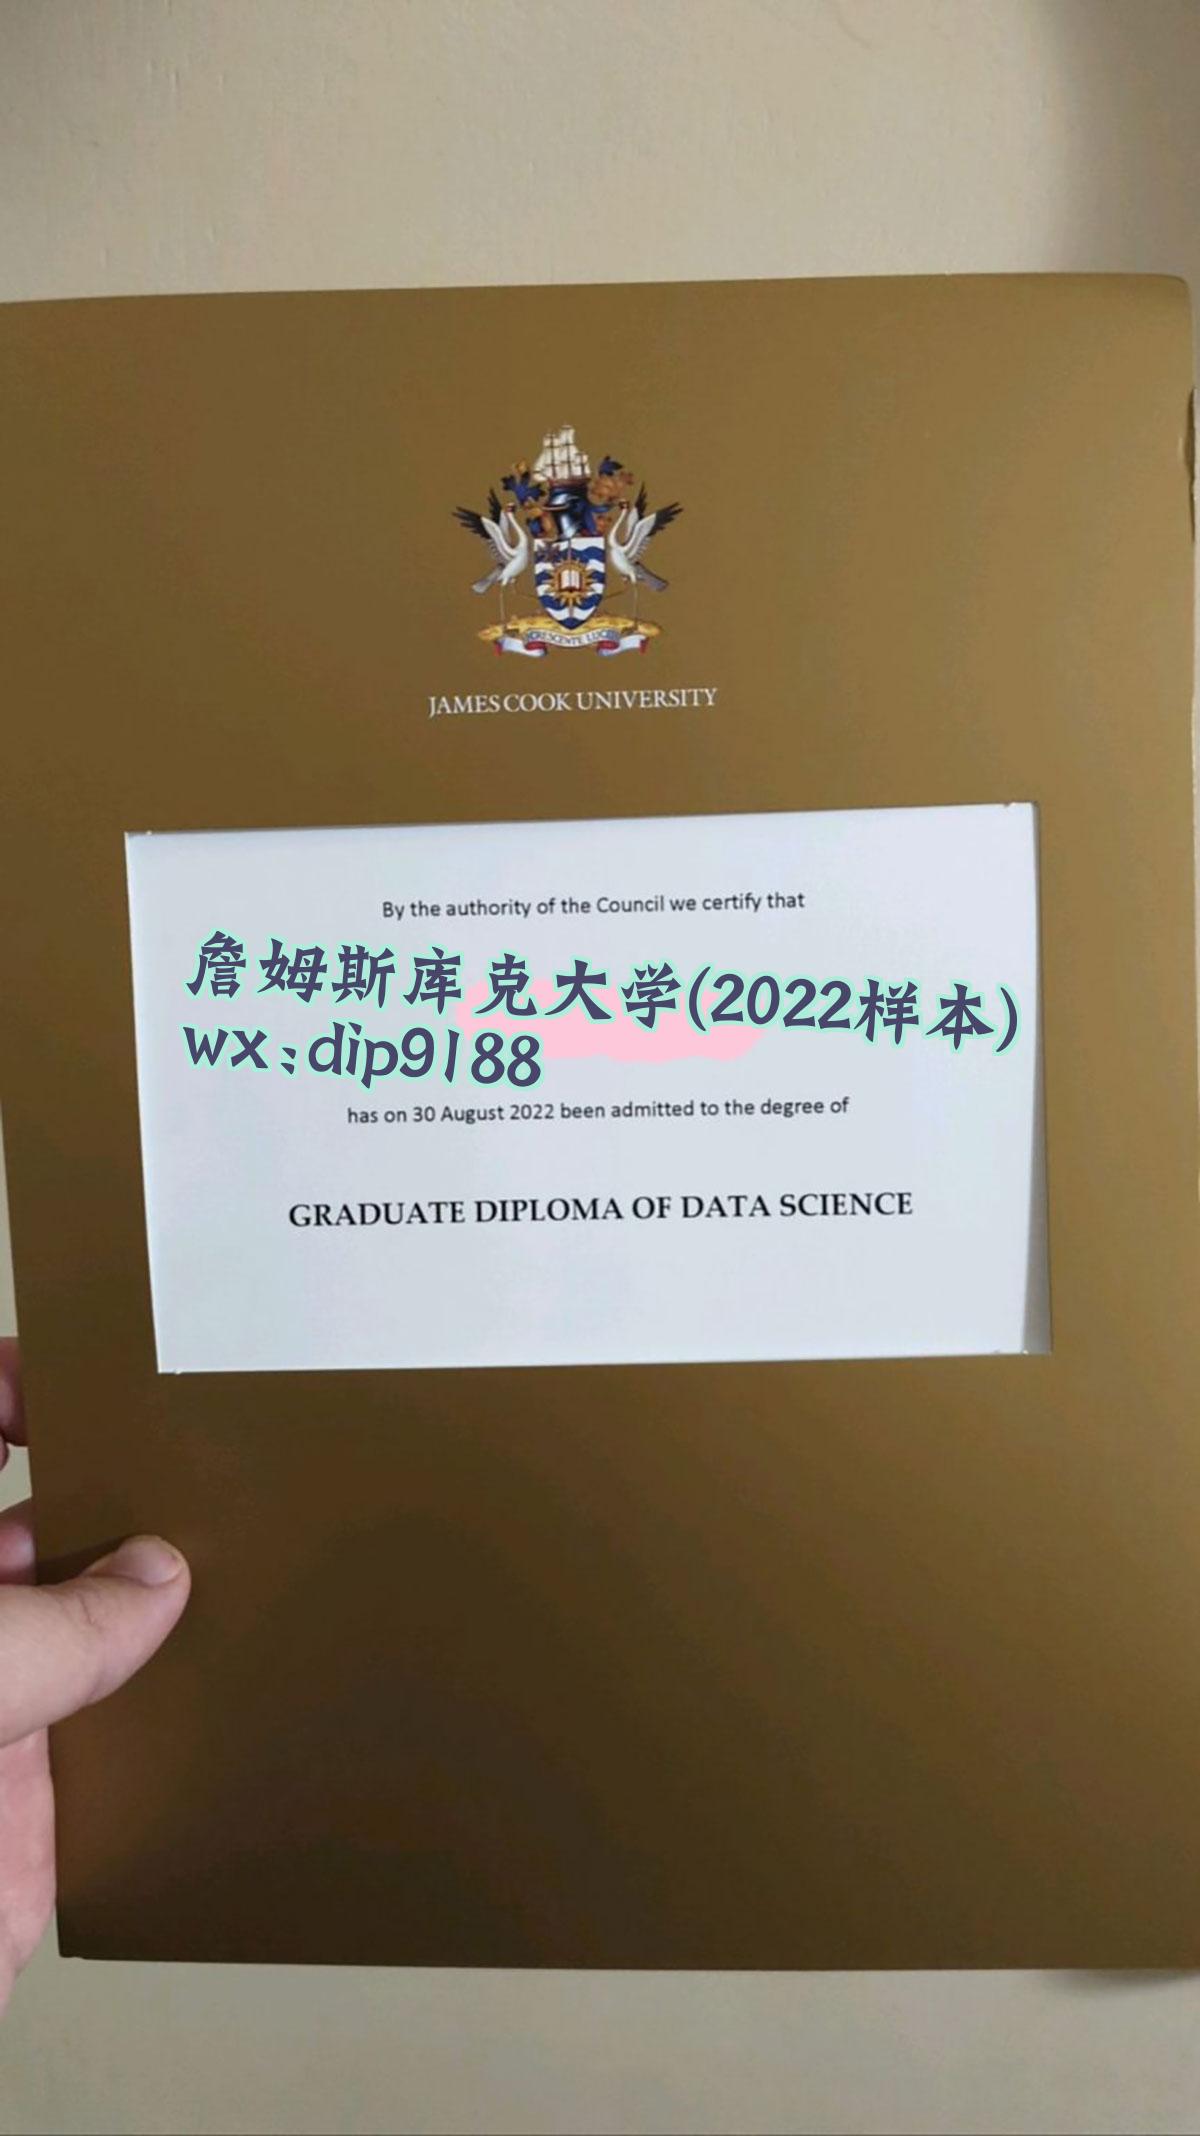 CRESCENTE LUCE
JAMES COOK UNIVERSITY
By the authority of the Council we certify that
詹姆斯库克大学(2022样本)
wx:dip9188
has on 30 August 2022 been admitted to the degree of
GRADUATE DIPLOMA OF DATA SCIENCE